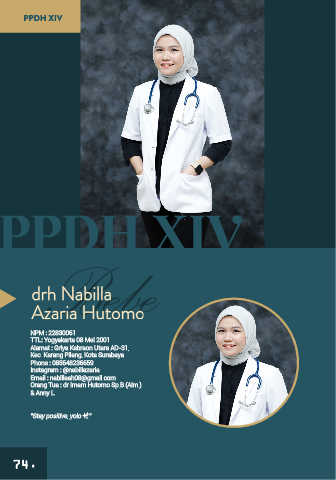 PPDH XIV
PPDH XIV
Bebe
drh Nabilla
Azaria Hutomo
TTL: Yogyakarta 08 Mei 2001
Alamat : Griya Kebraon Utara AD-31,
Kec Karang Pilang, Kota Surabaya
Instagram : @nabillazaria
Orang Tua : dr Imam Hutomo Sp B (Alm )
& Anny L
"Stay positive, yolo
74